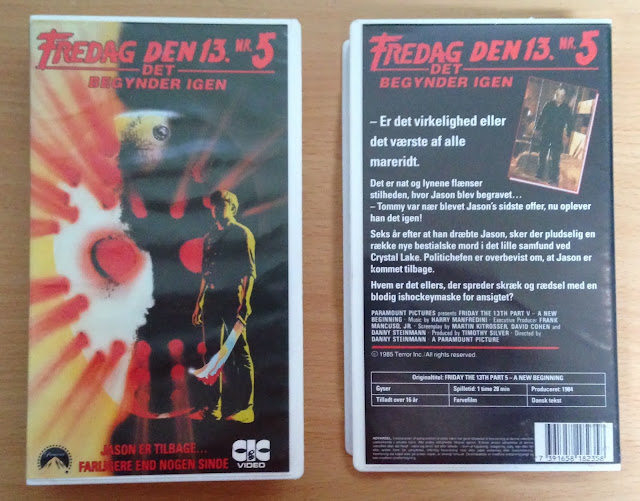 FREDAG DEN 13. NR. 5
DET
BEGYNDER IGEN
JASON ER TILBAGE...
FARLIGERE END NOGEN SINDE
CIC
VIDEO
FREDAG DEN 13. NR. 5
DET
BEGYNDER IGEN
– Er det virkelighed eller
det værste af alle
mareridt.
Det er nat og lynene flænser
stilheden, hvor Jason blev begravet...
– Tommy var nær blevet Jason's sidste offer, nu oplever
han det igen!
Seks år efter at han dræbte Jason, sker der pludselig en
række nye bestialske mord i det lille samfund ved
Crystal Lake. Politichefen er overbevist om, at Jason er
kommet tilbage.
Hvem er det ellers, der spreder skræk og rædsel med en
blodig ishockeymaske for ansigtet?
PARAMOUNT PICTURES presents FRIDAY THE 13TH PART V - A NEW
BEGINNING · Music by HARRY MANFREDINI · Executive Producer FRANK
MANCUSO, JR · Screenplay by MARTIN KITROSSER, DAVID COHEN and
DANNY STEINMANN · Produced by TIMOTHY SILVER · Directed by
DANNY STEINMANN · A PARAMOUNT PICTURE
© 1985 Terror Inc./All rights reserved.
Originaltitel: FRIDAY THE 13TH PART 5 – A NEW BEGINNING
Gyser Spilletid: 1 time 28 min Produceret: 1984
Tilladt over 16 år Farvefilm Dansk tekst
7 391658 182358